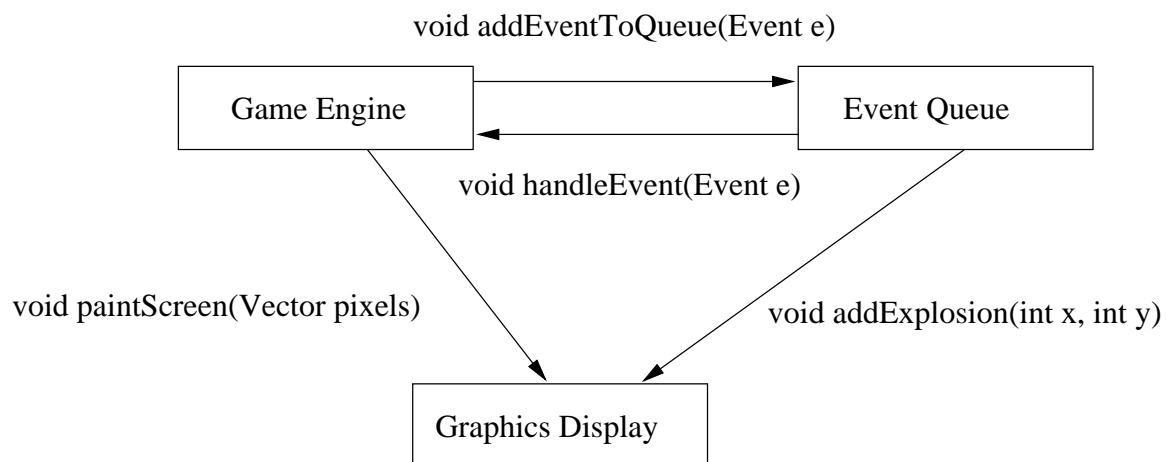 void addEventToQueue(Event e)
Game Engine
Event Queue
void handleEvent(Event e)
void paintScreen(Vector pixels)
void addExplosion(int x, int y)
Graphics Display